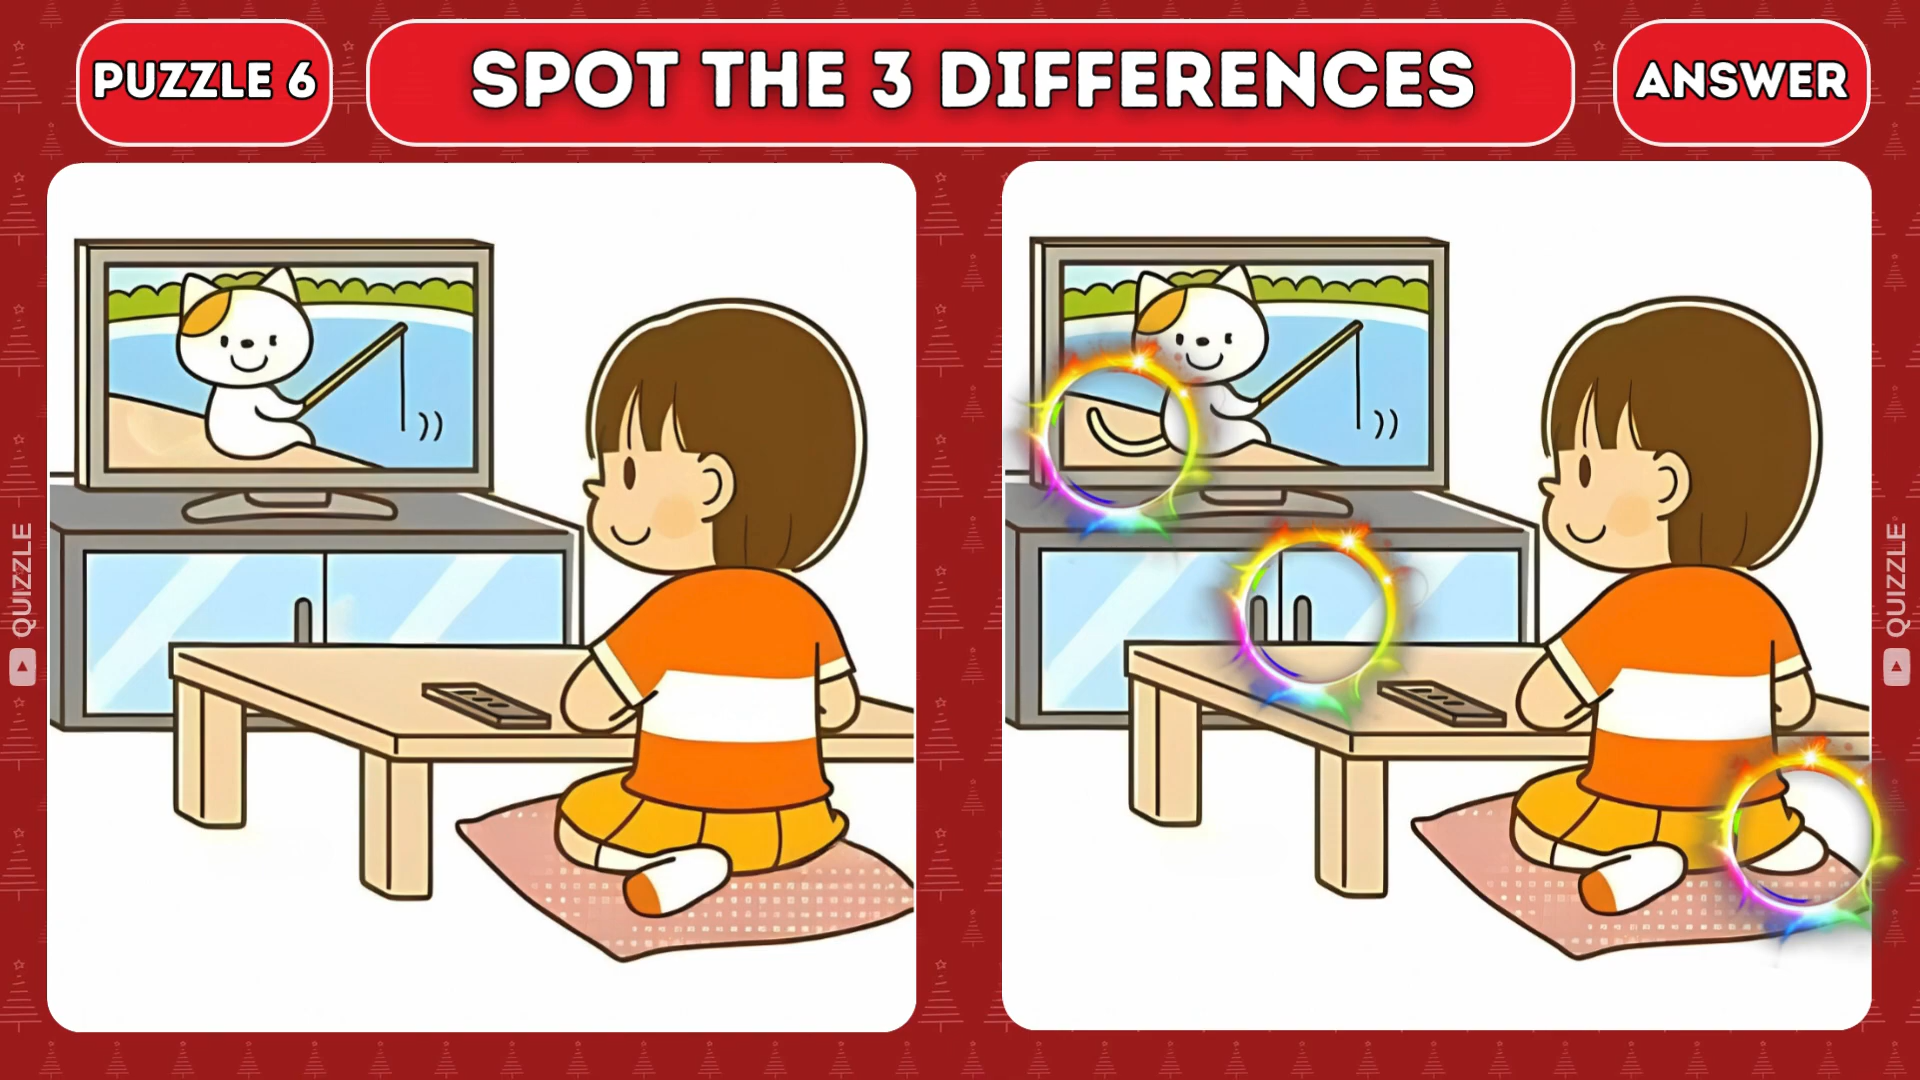 PUZZLE 6
SPOT THE 3 DIFFERENCES
ANSWER
QUIZZLE
QUIZZLE